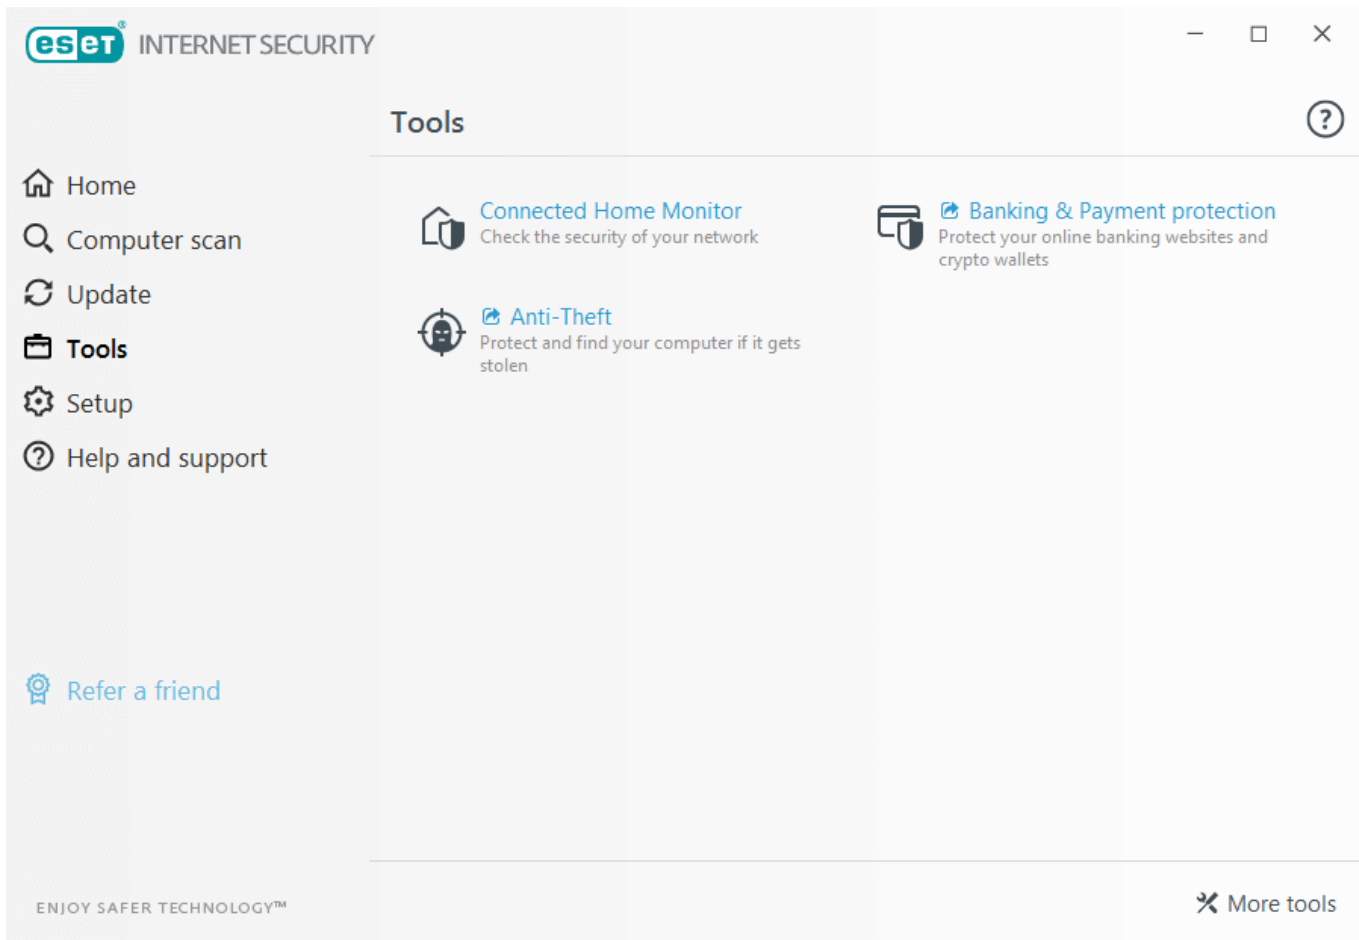 eset® INTERNET SECURITY
Tools
?
Home
Computer scan
Update
Tools
Setup
? Help and support
Refer a friend
ENJOY SAFER TECHNOLOGY™
Connected Home Monitor
Check the security of your network
Banking & Payment protection
Protect your online banking websites and
crypto wallets
Anti-Theft
Protect and find your computer if it gets
stolen
More tools